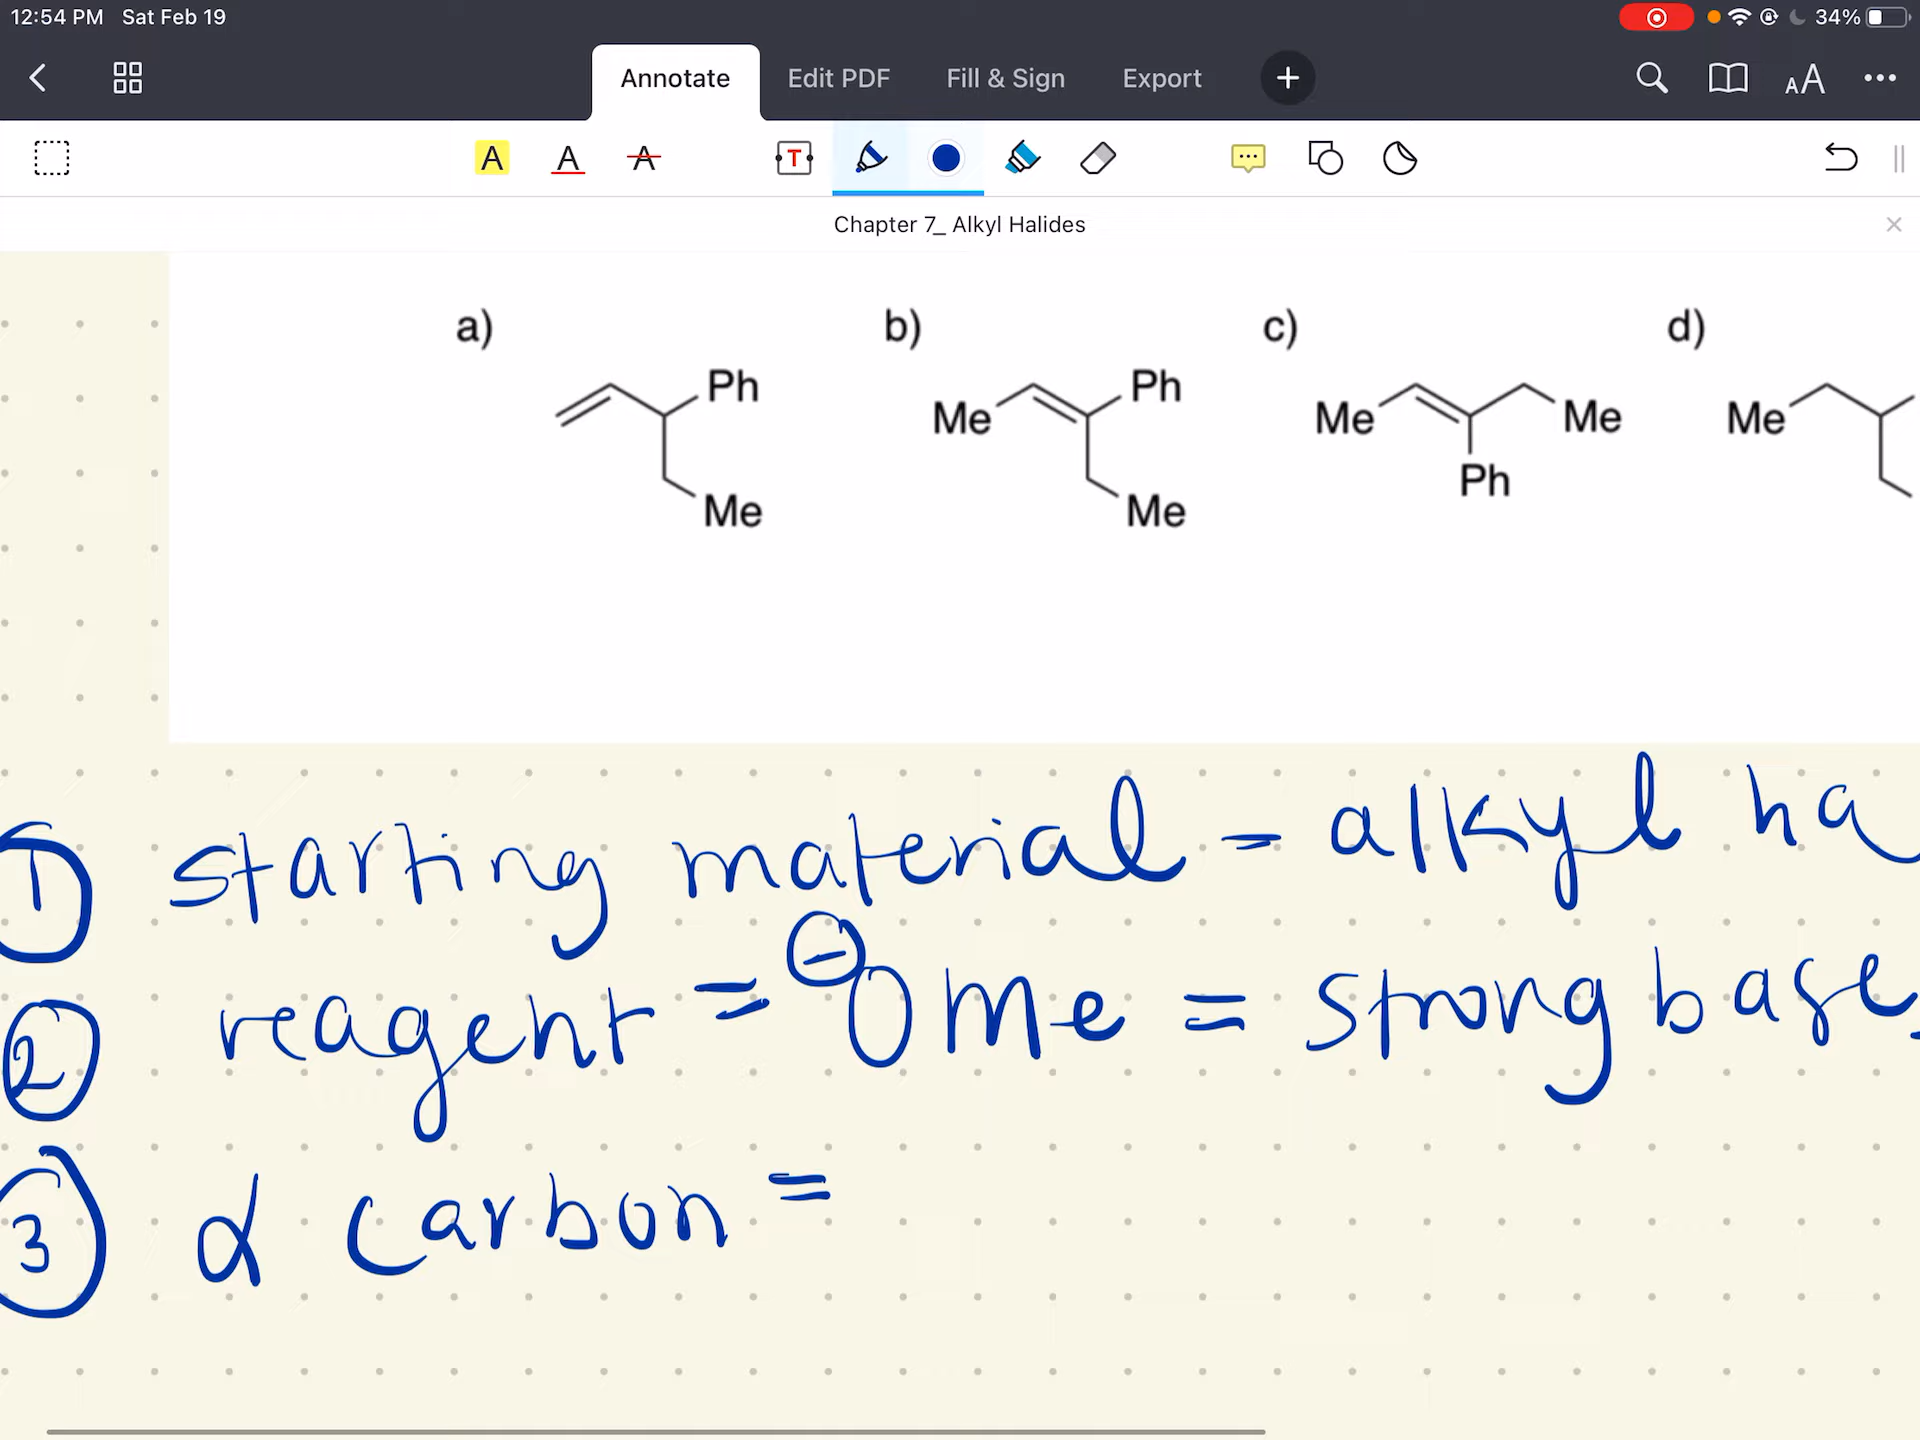 12:54 PM Sat Feb 19 34%
Annotate Edit PDF Fill & Sign Export
AA
A A A T
Chapter 7_ Alkyl Halides
a) b) c) d)
Ph Me Ph Me Me Me
Me Me Ph
① starting material = alkyl ha
② reagent = ⊖OMe = strong base
③ α carbon =